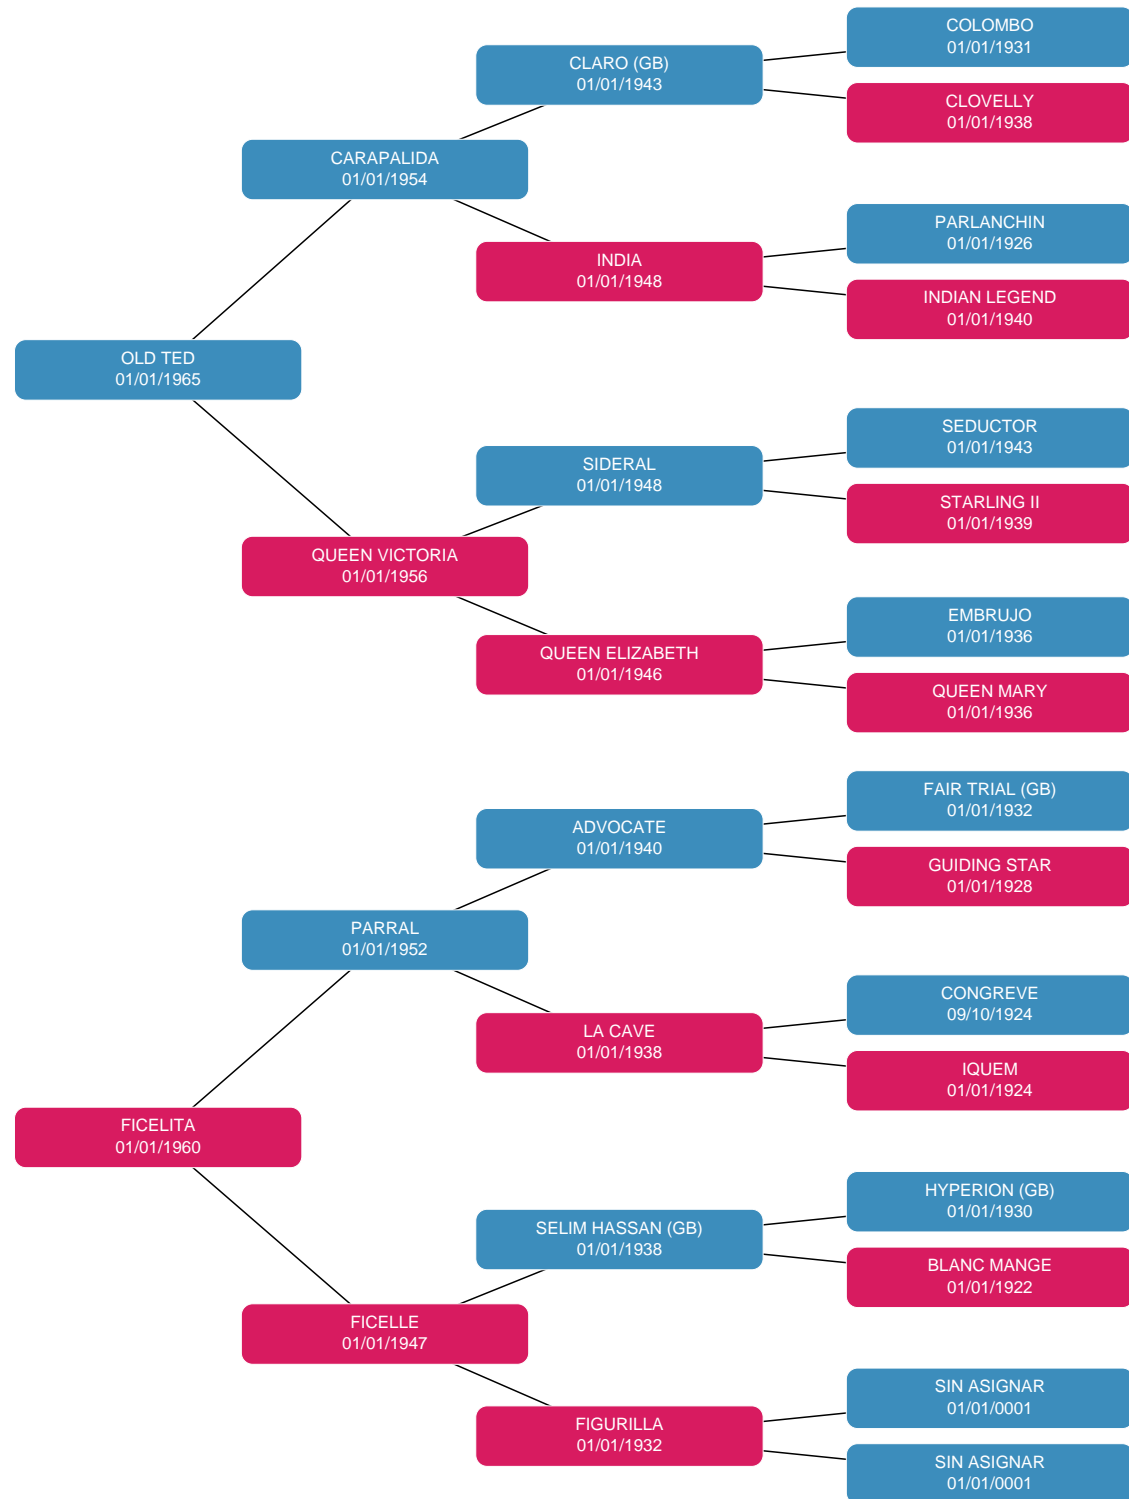 COLOMBO
01/01/1931
CLARO (GB)
01/01/1943
CLOVELLY
01/01/1938
CARAPALIDA
01/01/1954
PARLANCHIN
01/01/1926
INDIA
01/01/1948
INDIAN LEGEND
01/01/1940
OLD TED
01/01/1965
SEDUCTOR
01/01/1943
SIDERAL
01/01/1948
STARLING II
01/01/1939
QUEEN VICTORIA
01/01/1956
EMBRUJO
01/01/1936
QUEEN ELIZABETH
01/01/1946
QUEEN MARY
01/01/1936
FAIR TRIAL (GB)
01/01/1932
ADVOCATE
01/01/1940
GUIDING STAR
01/01/1928
PARRAL
01/01/1952
CONGREVE
09/10/1924
LA CAVE
01/01/1938
IQUEM
01/01/1924
FICELITA
01/01/1960
HYPERION (GB)
01/01/1930
SELIM HASSAN (GB)
01/01/1938
BLANC MANGE
01/01/1922
FICELLE
01/01/1947
SIN ASIGNAR
01/01/0001
FIGURILLA
01/01/1932
SIN ASIGNAR
01/01/0001